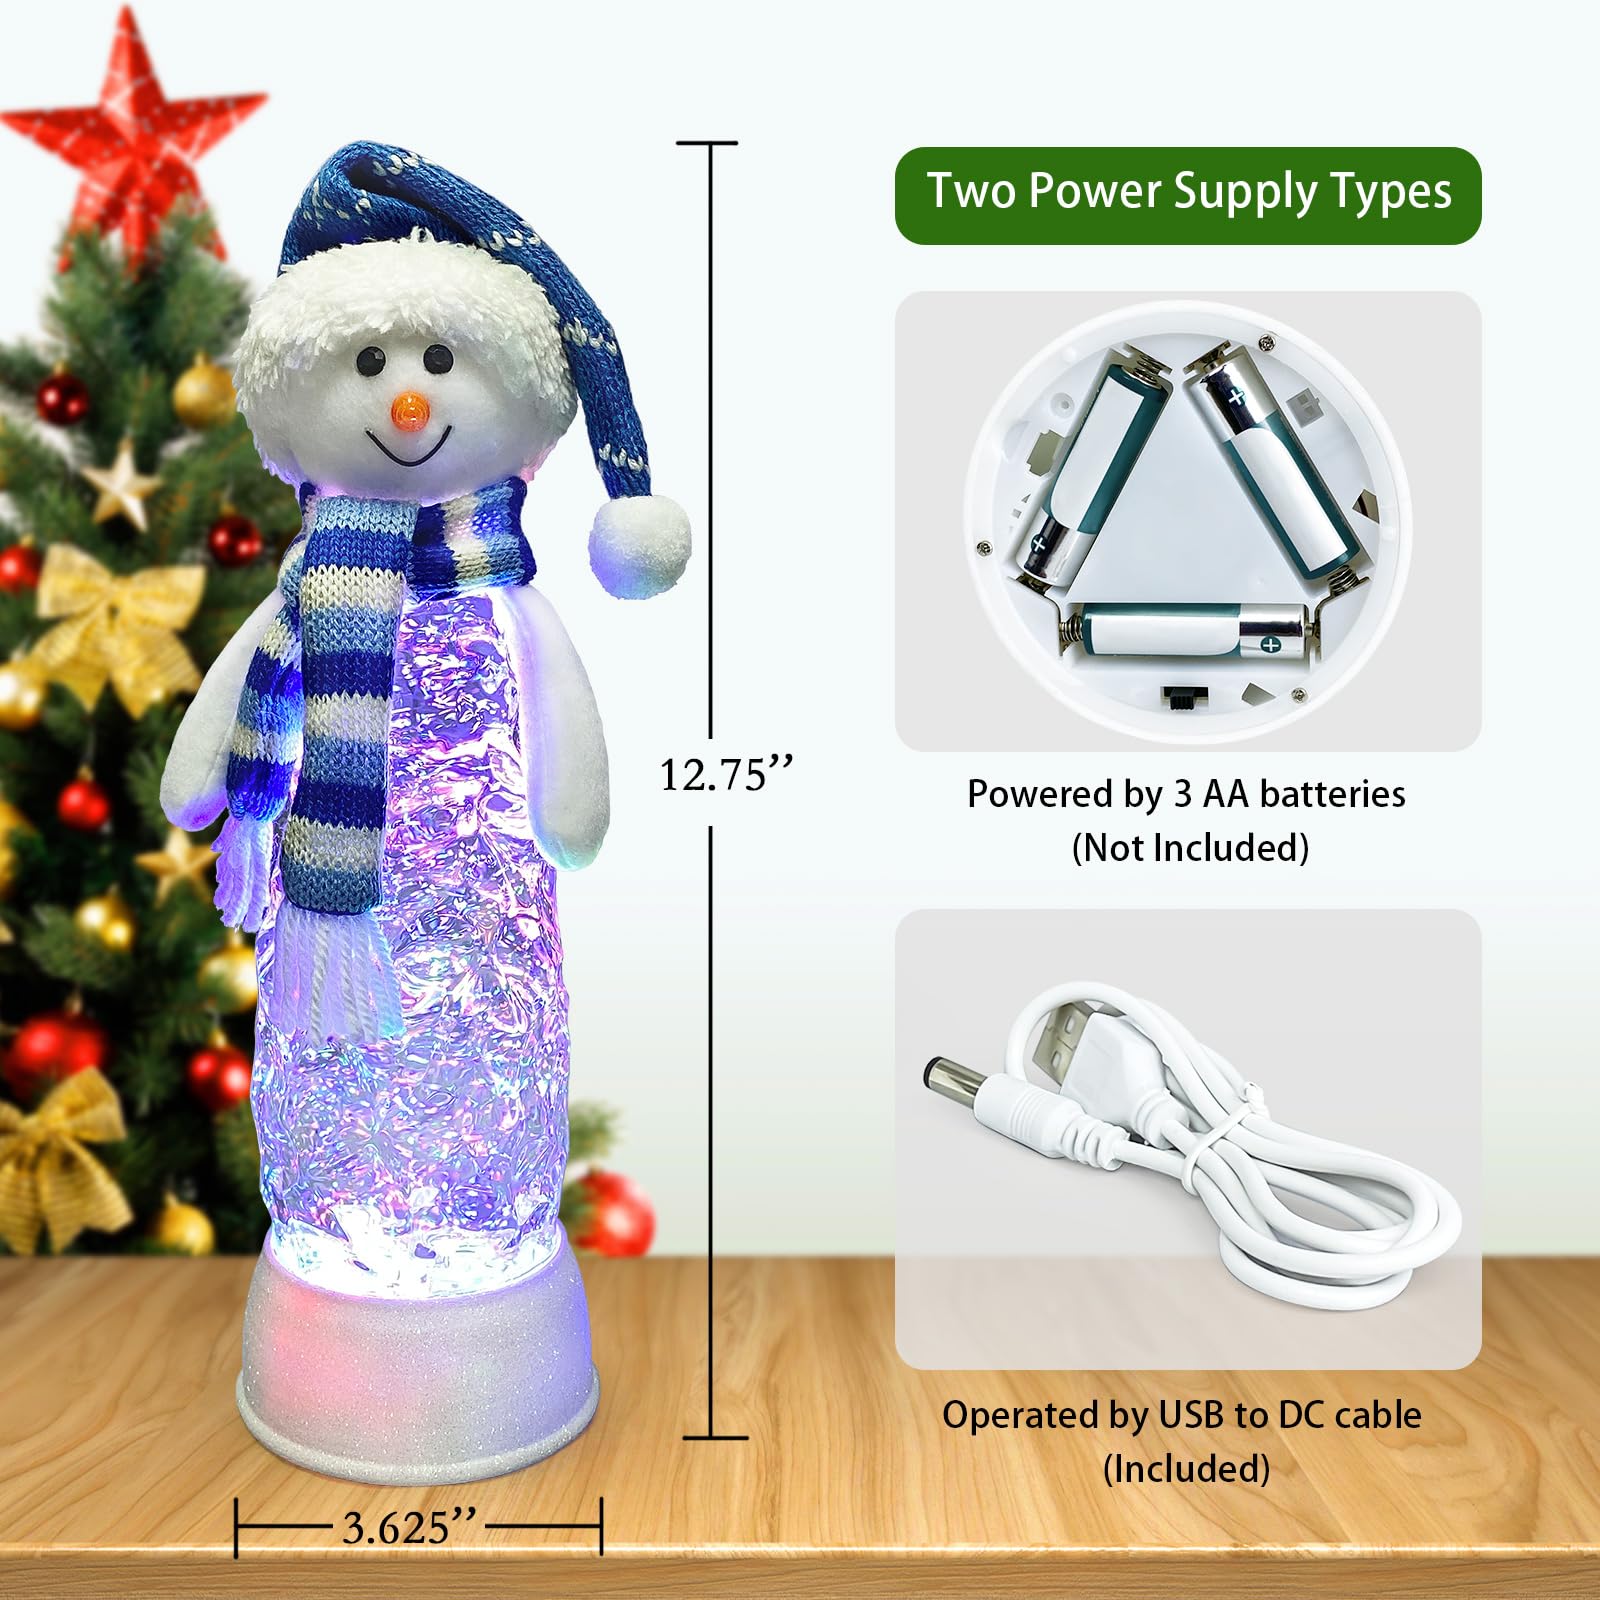 Two Power Supply Types
12.75’’
Powered by 3 AA batteries
(Not Included)
Operated by USB to DC cable
(Included)
3.625’’